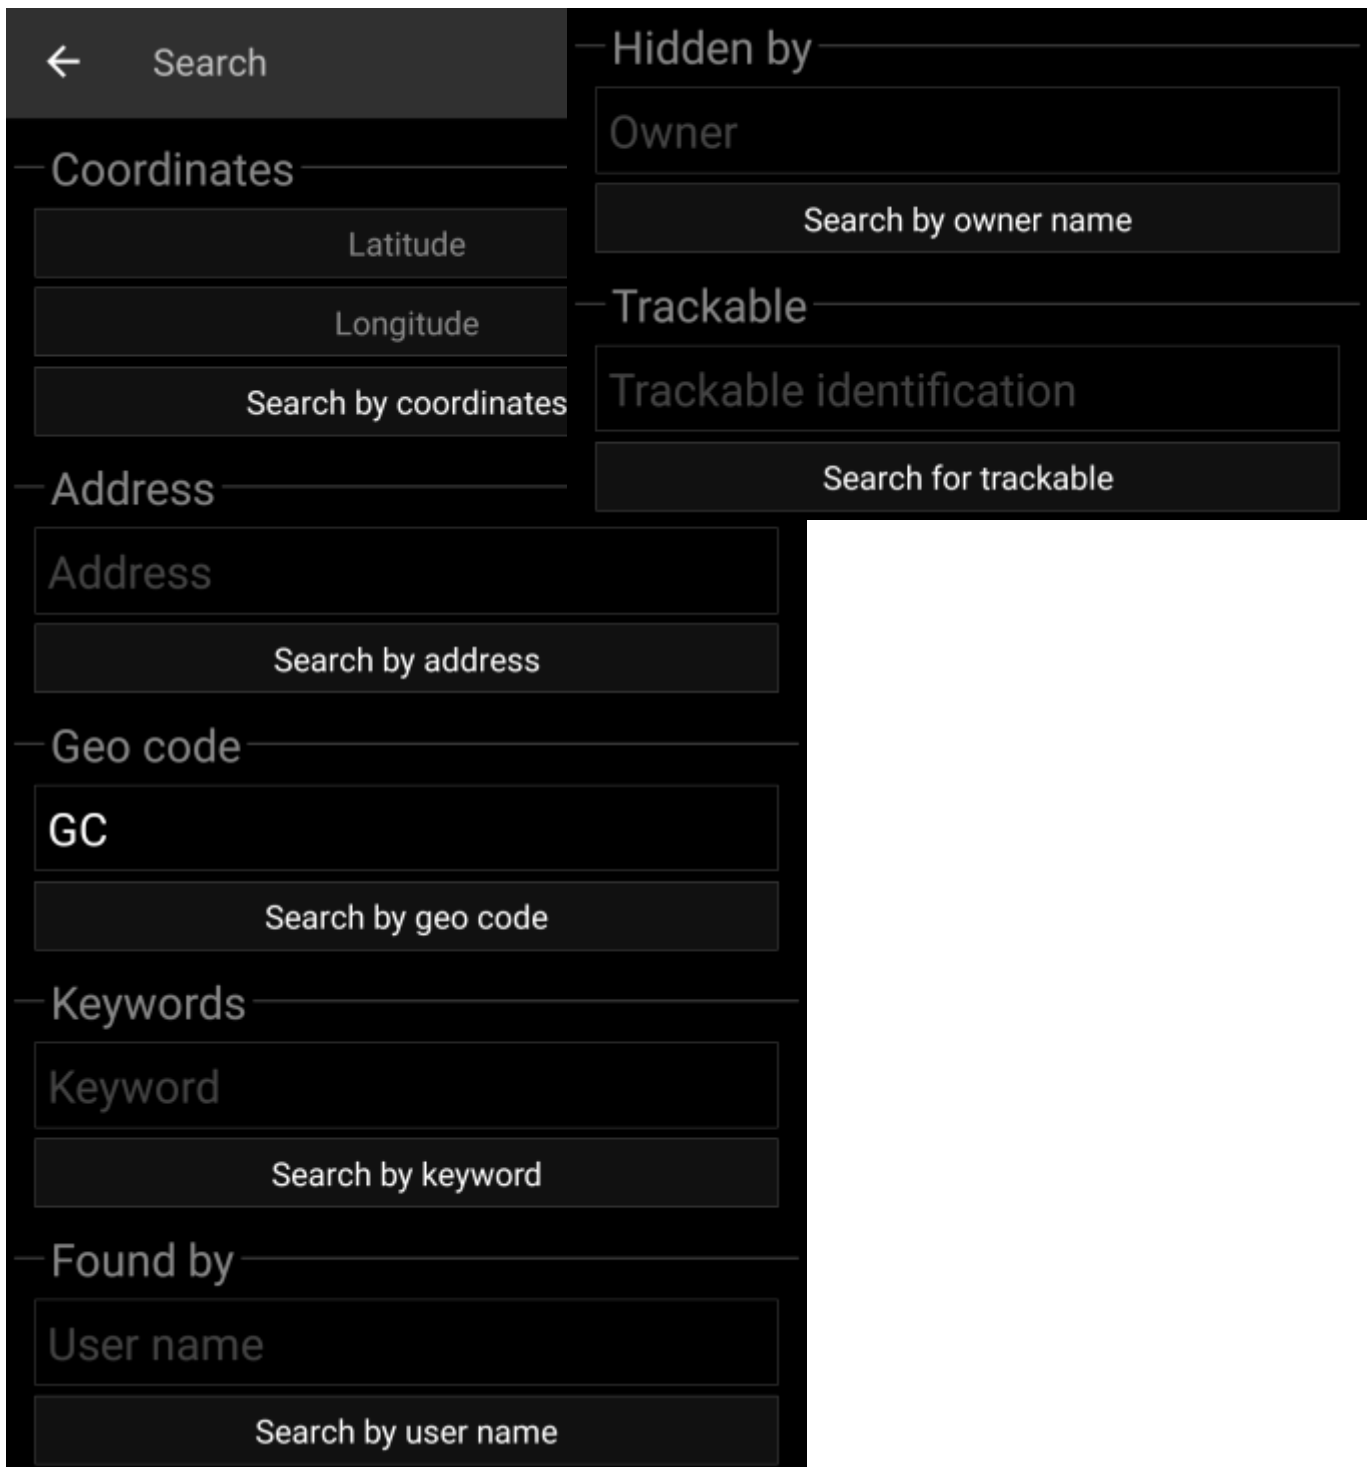 Search
Coordinates
Latitude
Longitude
Search by coordinates
Address
Address
Search by address
Geo code
GC
Search by geo code
Keywords
Keyword
Search by keyword
Found by
User name
Search by user name
Hidden by
Owner
Search by owner name
Trackable
Trackable identification
Search for trackable